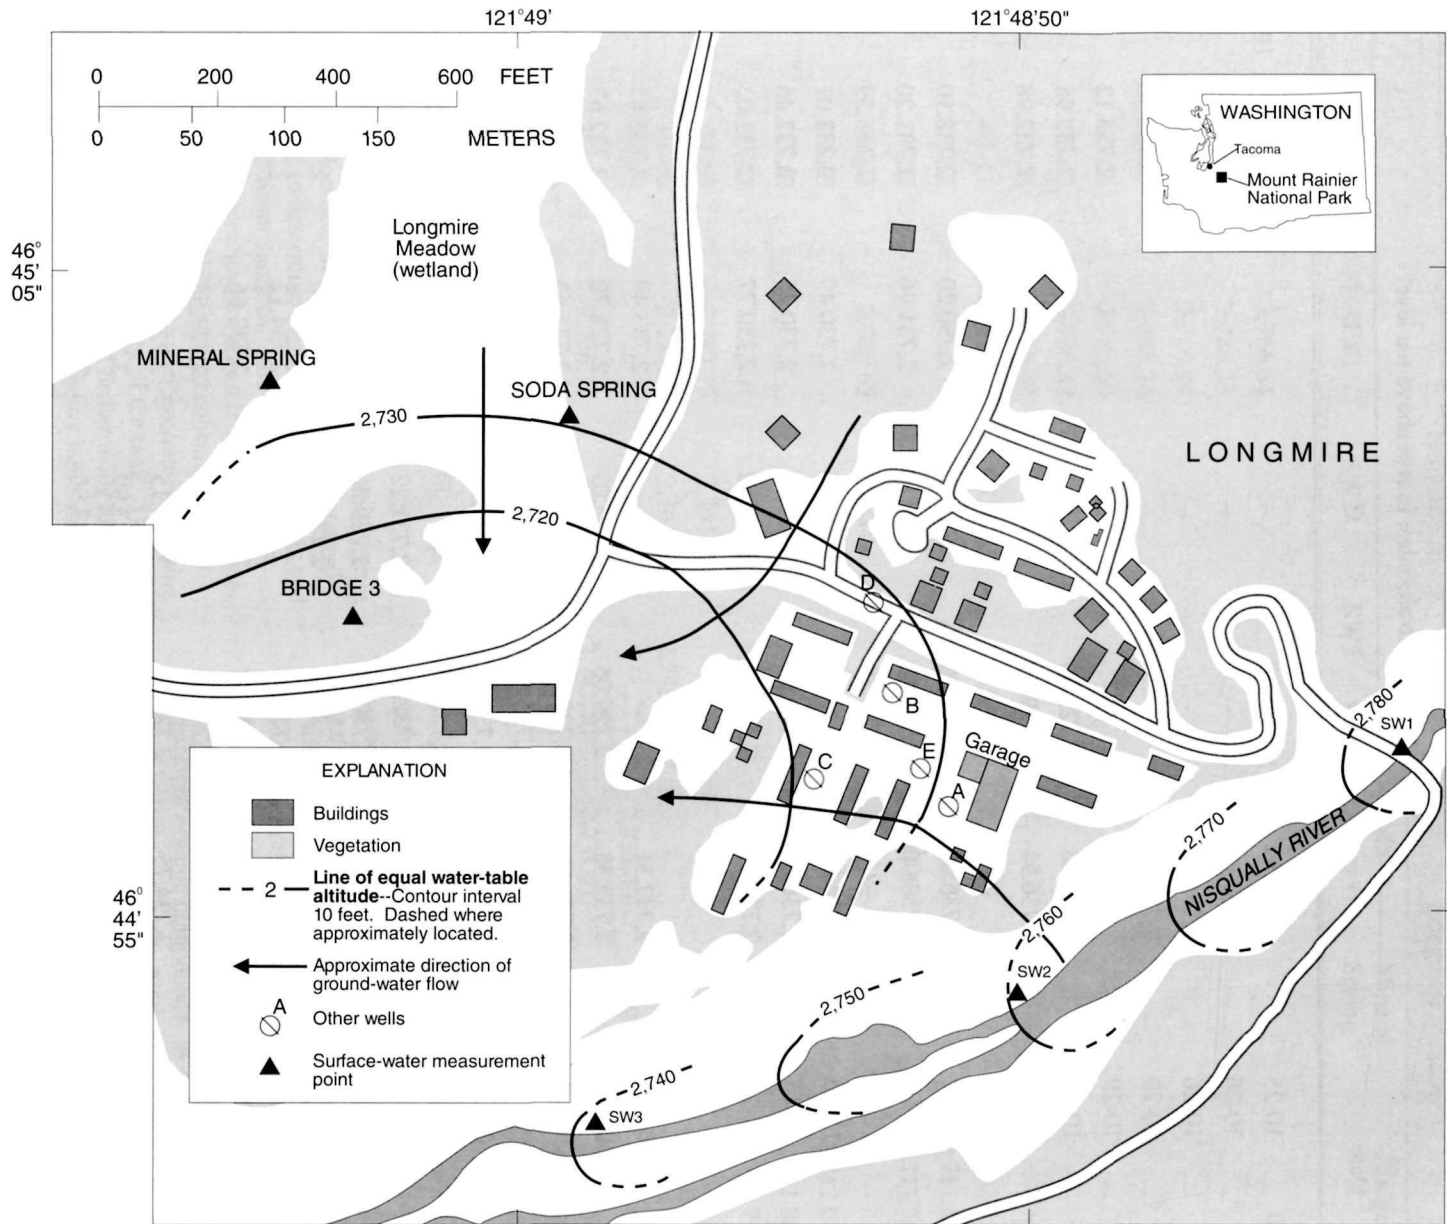 121°49'
121°48'50"
0 200 400 600 FEET
0 50 100 150 METERS
WASHINGTON
Tacoma
Mount Rainier
National Park
46°
45'
05"
Longmire
Meadow
(wetland)
MINERAL SPRING
SODA SPRING
2,730
LONGMIRE
2,720
BRIDGE 3
D
B
2,780
SW1
Garage
E
C
A
2,770
NISQUALLY RIVER
46°
44'
55"
2,760
SW2
2,750
2,740
SW3
EXPLANATION
Buildings
Vegetation
2
Line of equal water-table
altitude--Contour interval
10 feet. Dashed where
approximately located.
Approximate direction of
ground-water flow
A
Other wells
Surface-water measurement
point